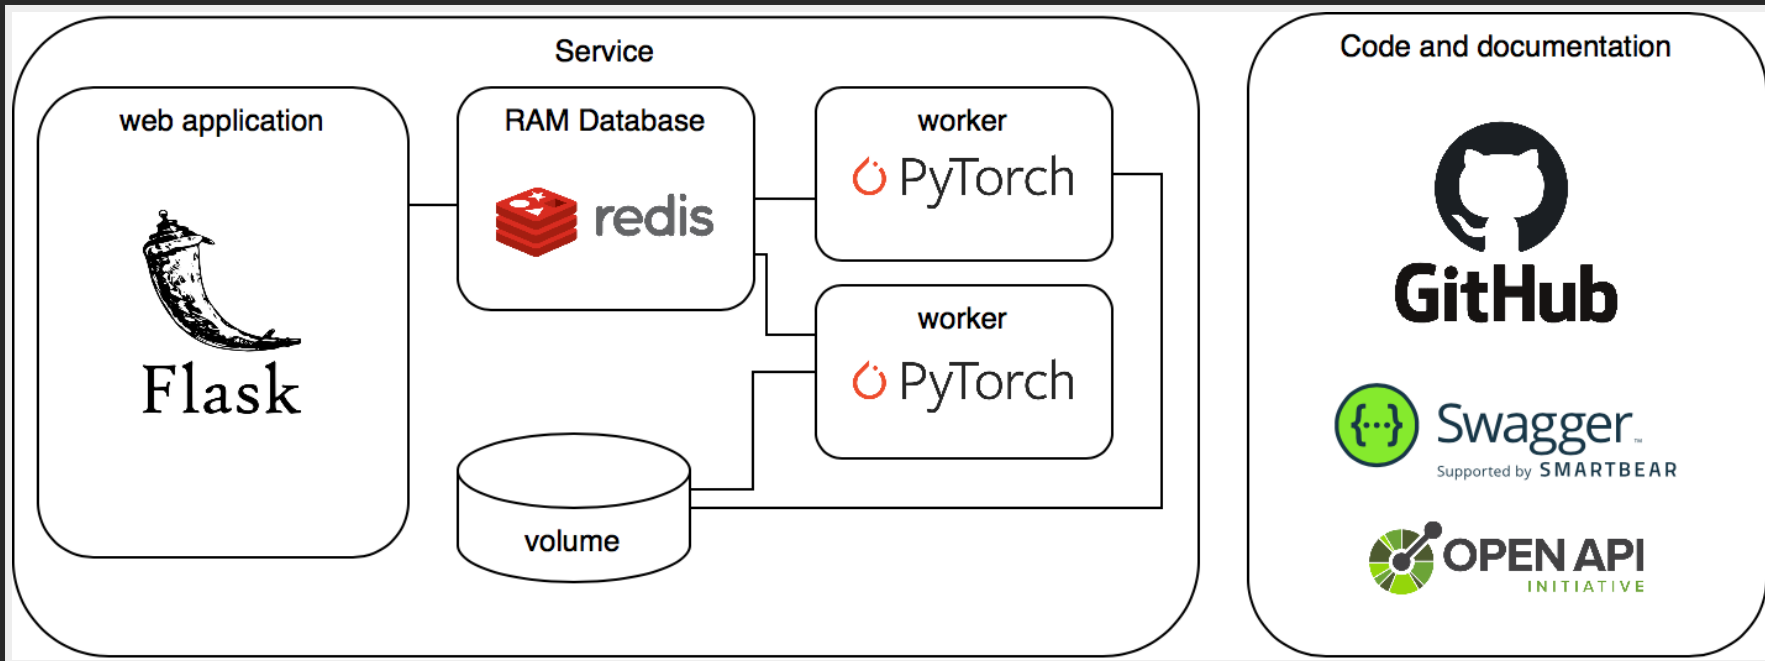 Service
web application
Flask
RAM Database
redis
worker
PyTorch
worker
PyTorch
volume
Code and documentation
GitHub
{···}
Swagger™
Supported by SMARTBEAR
OPEN API
INITIATIVE